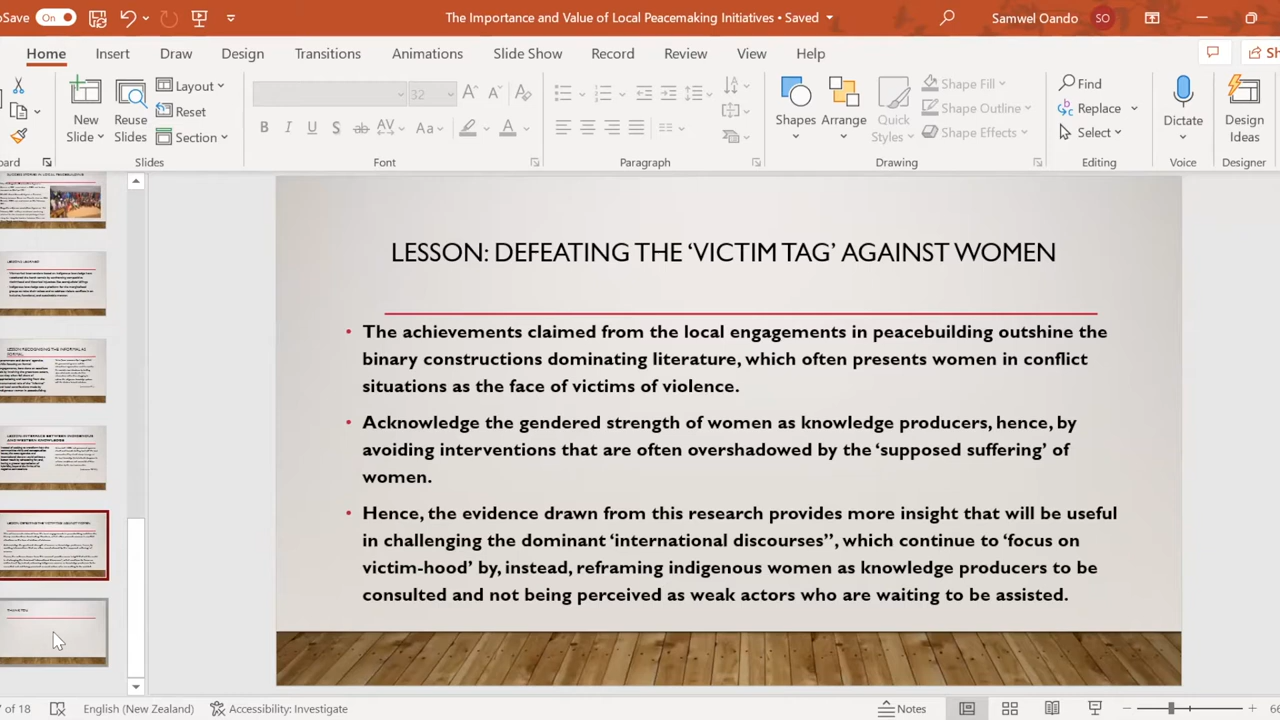 Save On The Importance and Value of Local Peacemaking Initiatives • Saved Samwel Oando SO
Home Insert Draw Design Transitions Animations Slide Show Record Review View Help Sh
New Slide Reuse Slides Layout Reset Section 32 Aa Shapes Arrange Quick Styles Shape Fill Shape Outline Shape Effects Find Replace Select Dictate Design Ideas
oard Slides Font Paragraph Drawing Editing Voice Designer
LESSON: DEFEATING THE ‘VICTIM TAG’ AGAINST WOMEN
• The achievements claimed from the local engagements in peacebuilding outshine the
binary constructions dominating literature, which often presents women in conflict
situations as the face of victims of violence.
• Acknowledge the gendered strength of women as knowledge producers, hence, by
avoiding interventions that are often overshadowed by the ‘supposed suffering’ of
women.
• Hence, the evidence drawn from this research provides more insight that will be useful
in challenging the dominant ‘international discourses’’, which continue to ‘focus on
victim-hood’ by, instead, reframing indigenous women as knowledge producers to be
consulted and not being perceived as weak actors who are waiting to be assisted.
THANK YOU
of 18 English (New Zealand) Accessibility: Investigate Notes